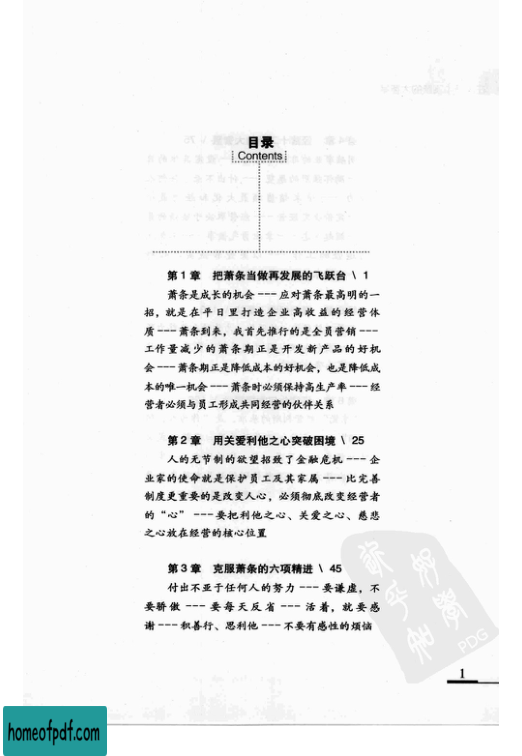 目录
Contents
第1章 把萧条当做再发展的飞跃台 \ 1
萧条是成长的机会 --- 应对萧条最高明的一
招，就是在平日里打造企业高收益的经营体
质 --- 萧条到来，我首先推行的是全员营销 ---
工作量减少的萧条期正是开发新产品的好机
会 --- 萧条期正是降低成本的好机会，也是降低成
本的唯一机会 --- 萧条时必须保持高生产率 --- 经
营者必须与员工形成共同经营的伙伴关系
第2章 用关爱利他之心突破困境 \ 25
人的无节制的欲望招致了金融危机 --- 企
业家的使命就是保护员工及其家属 --- 比完善
制度更重要的是改变人心，必须彻底改变经营者
的“心” --- 要把利他之心、关爱之心、慈悲
之心放在经营的核心位置
第3章 克服萧条的六项精进 \ 45
付出不亚于任何人的努力 --- 要谦虚，不
要骄傲 --- 要每天反省 --- 活着，就要感
谢 --- 积善行、思利他 --- 不要有感性的烦恼
PDG
1
homeofpdf.com